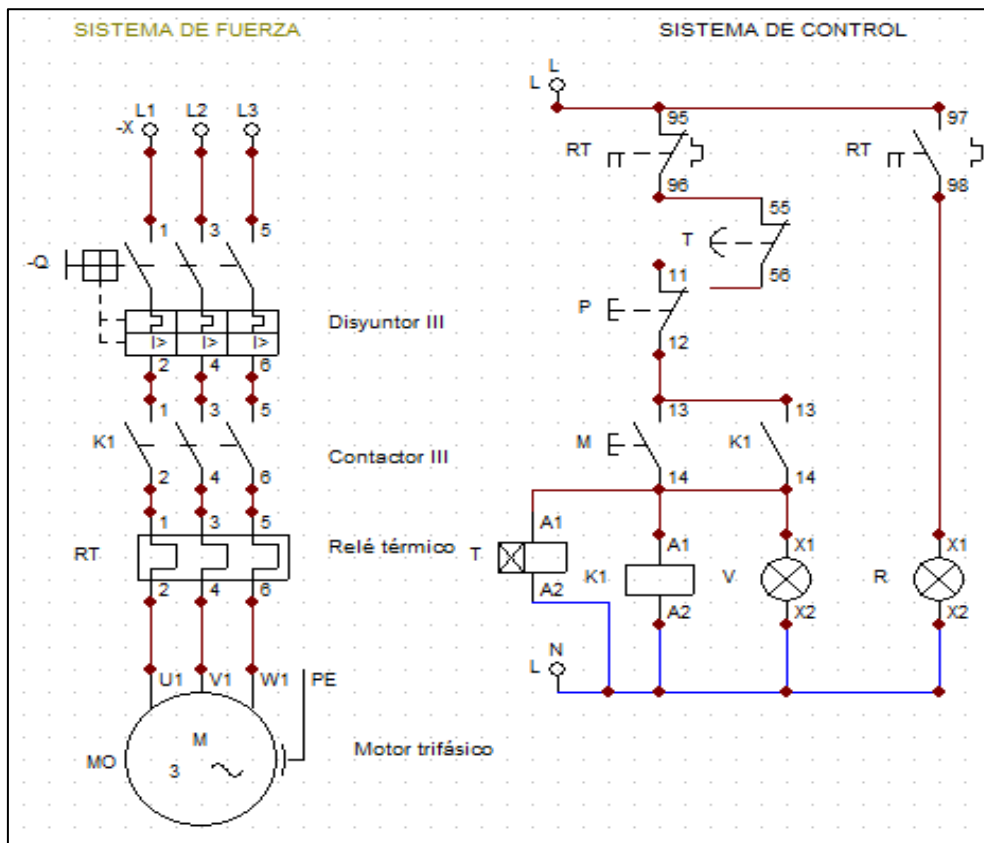 SISTEMA DE FUERZA
L1 L2 L3
-X
1 3 5
-Q
I> I> I>
Disyuntor III
2 4 6
1 3 5
K1
Contactor III
2 4 6
1 3 5
RT
Relé térmico
2 4 6
U1 V1 W1 PE
M
3
MO
Motor trifásico
SISTEMA DE CONTROL
L
L
95 97
RT RT
96 98
55
T
56
11
P
12
13 13
M K1
14 14
A1 A1 X1 X1
T K1 V R
A2 A2 X2 X2
N
L